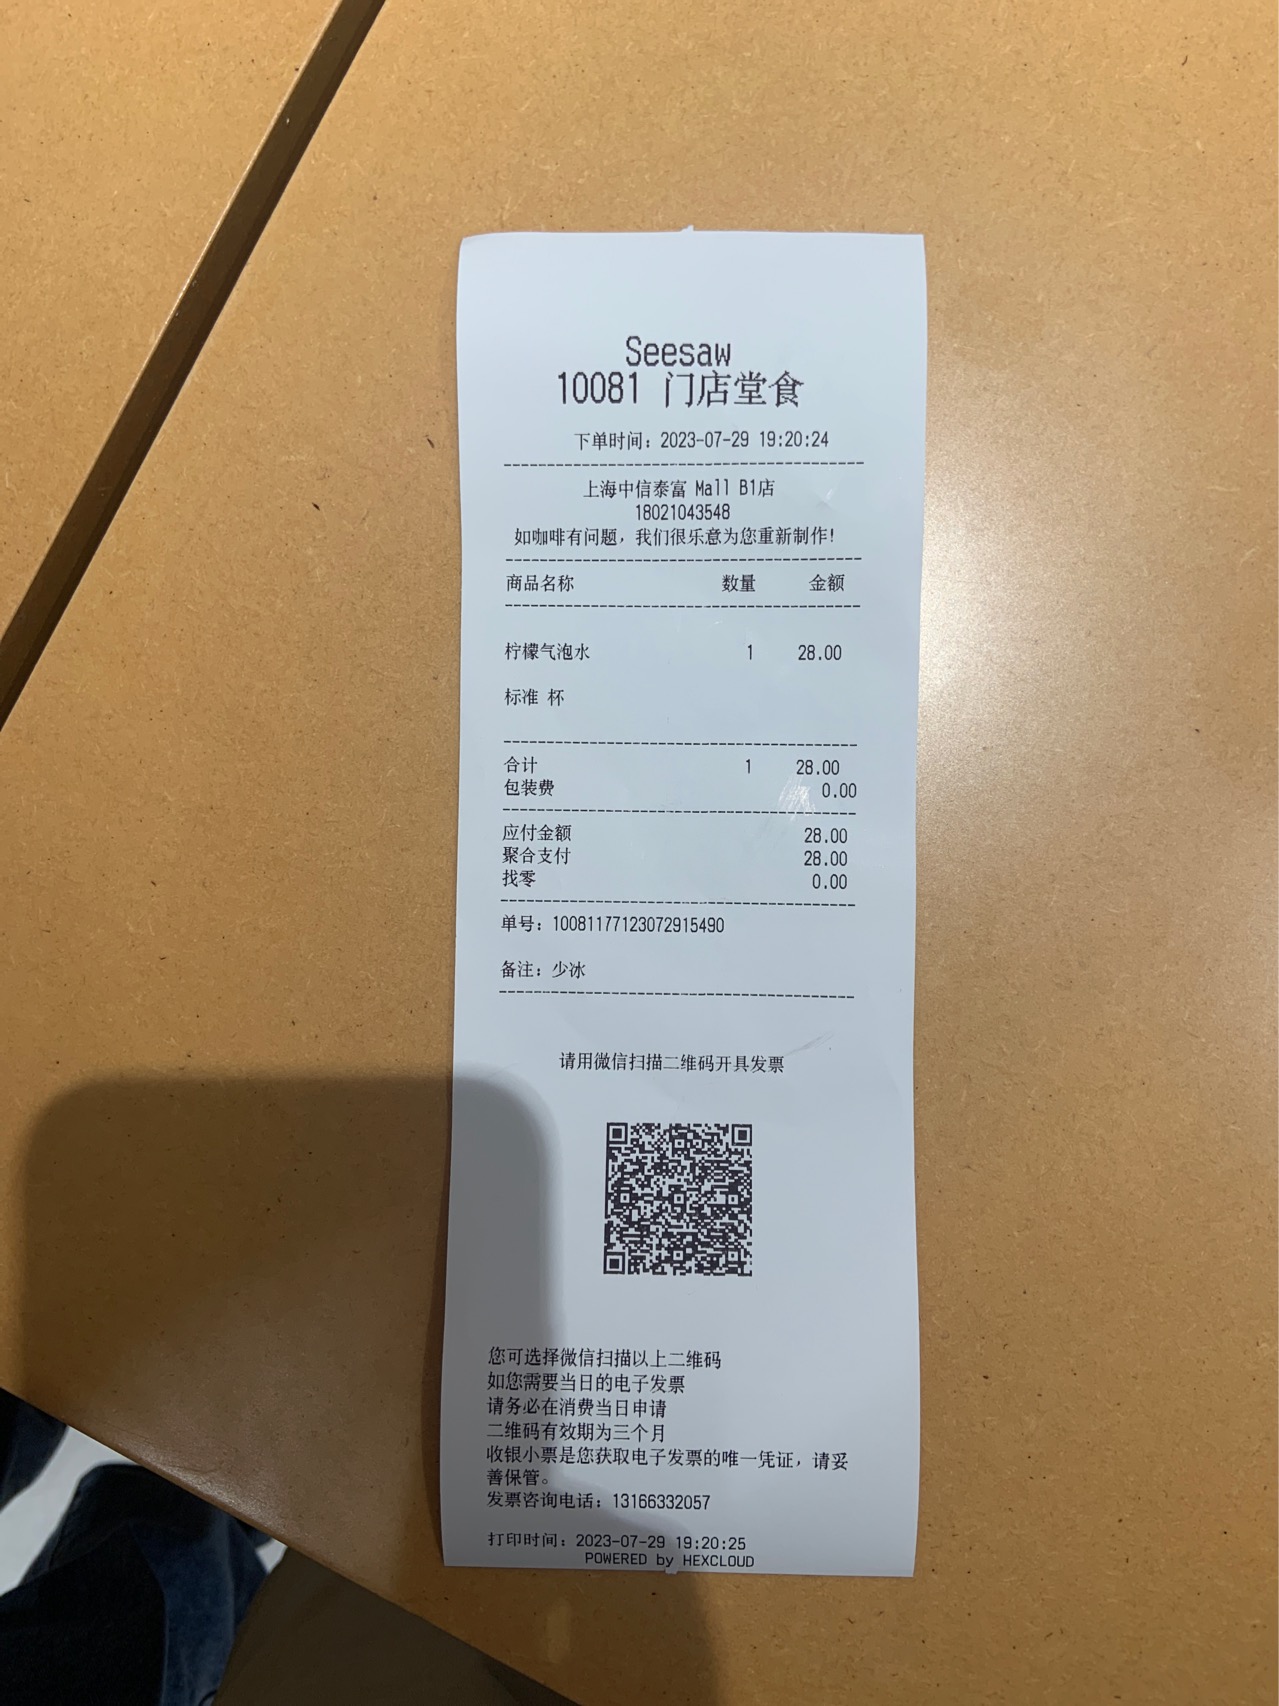 Seesaw
10081 门店堂食
下单时间：2023-07-29 19:20:24
上海中信泰富 Mall B1店
18021043548
如咖啡有问题，我们很乐意为您重新制作！
商品名称 数量 金额
柠檬气泡水 1 28.00
标准 杯
合计 1 28.00
包装费 0.00
应付金额 28.00
聚合支付 28.00
找零 0.00
单号：10081177123072915490
备注：少冰
请用微信扫描二维码开具发票
您可选择微信扫描以上二维码
如您需要当日的电子发票
请务必在消费当日申请
二维码有效期为三个月
收银小票是您获取电子发票的唯一凭证，请妥
善保管。
发票咨询电话：13166332057
打印时间：2023-07-29 19:20:25
POWERED by HEXCLOUD